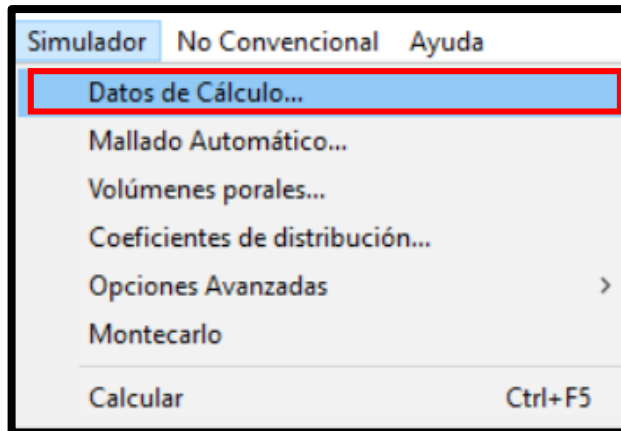 Simulador No Convencional Ayuda
Datos de Cálculo...
Mallado Automático...
Volúmenes porales...
Coeficientes de distribución...
Opciones Avanzadas >
Montecarlo
Calcular Ctrl+F5